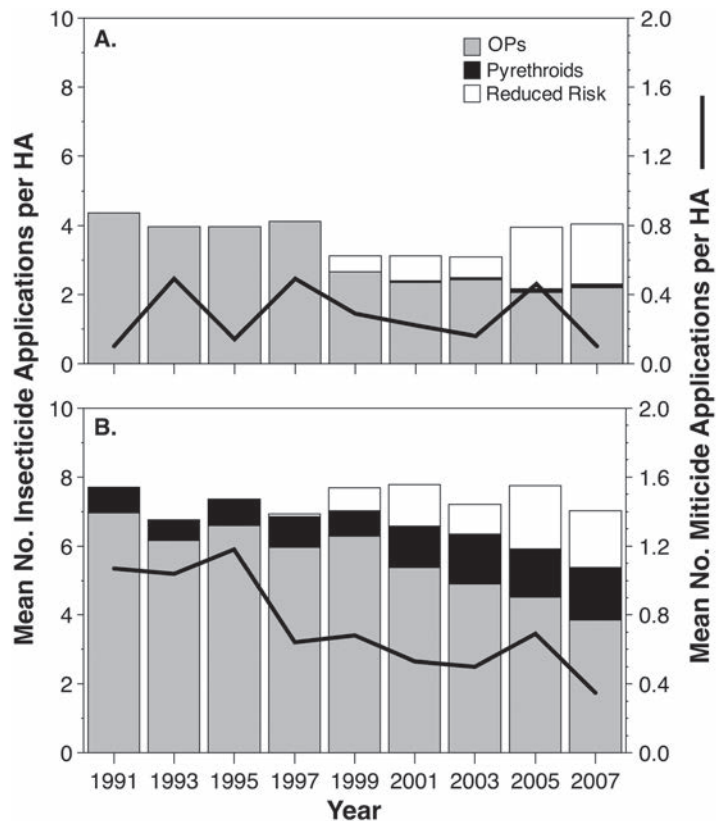 A.
OPs
Pyrethroids
Reduced Risk
10
8
6
4
2
0
2.0
1.6
1.2
0.8
0.4
0.0
Mean No. Insecticide Applications per HA
Mean No. Miticide Applications per HA
B.
10
8
6
4
2
0
2.0
1.6
1.2
0.8
0.4
0.0
1991 1993 1995 1997 1999 2001 2003 2005 2007
Year